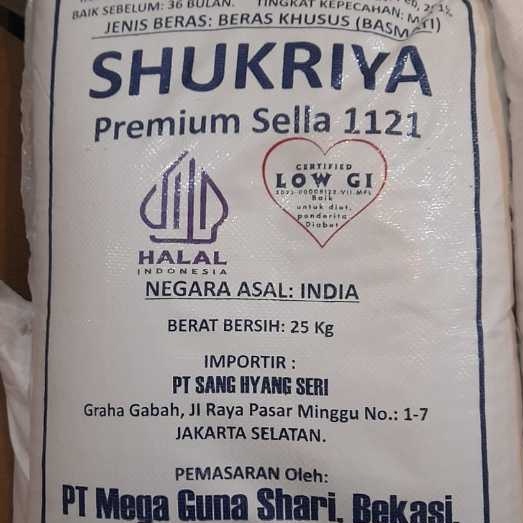 BAIK SEBELUM: 36 BULAN. TINGKAT KEPECAHAN:
JENIS BERAS: BERAS KHUSUS (BASMATI)
SHUKRIYA
Premium Sella 1121
CERTIFIED
LOW GI
Baik
untuk diet,
penderita
Diabet
HALAL
INDONESIA
NEGARA ASAL: INDIA
BERAT BERSIH: 25 Kg
IMPORTIR :
PT SANG HYANG SERI
Graha Gabah, Jl Raya Pasar Minggu No.: 1-7
JAKARTA SELATAN.
PEMASARAN Oleh:
PT Mega Guna Shari, Bekasi